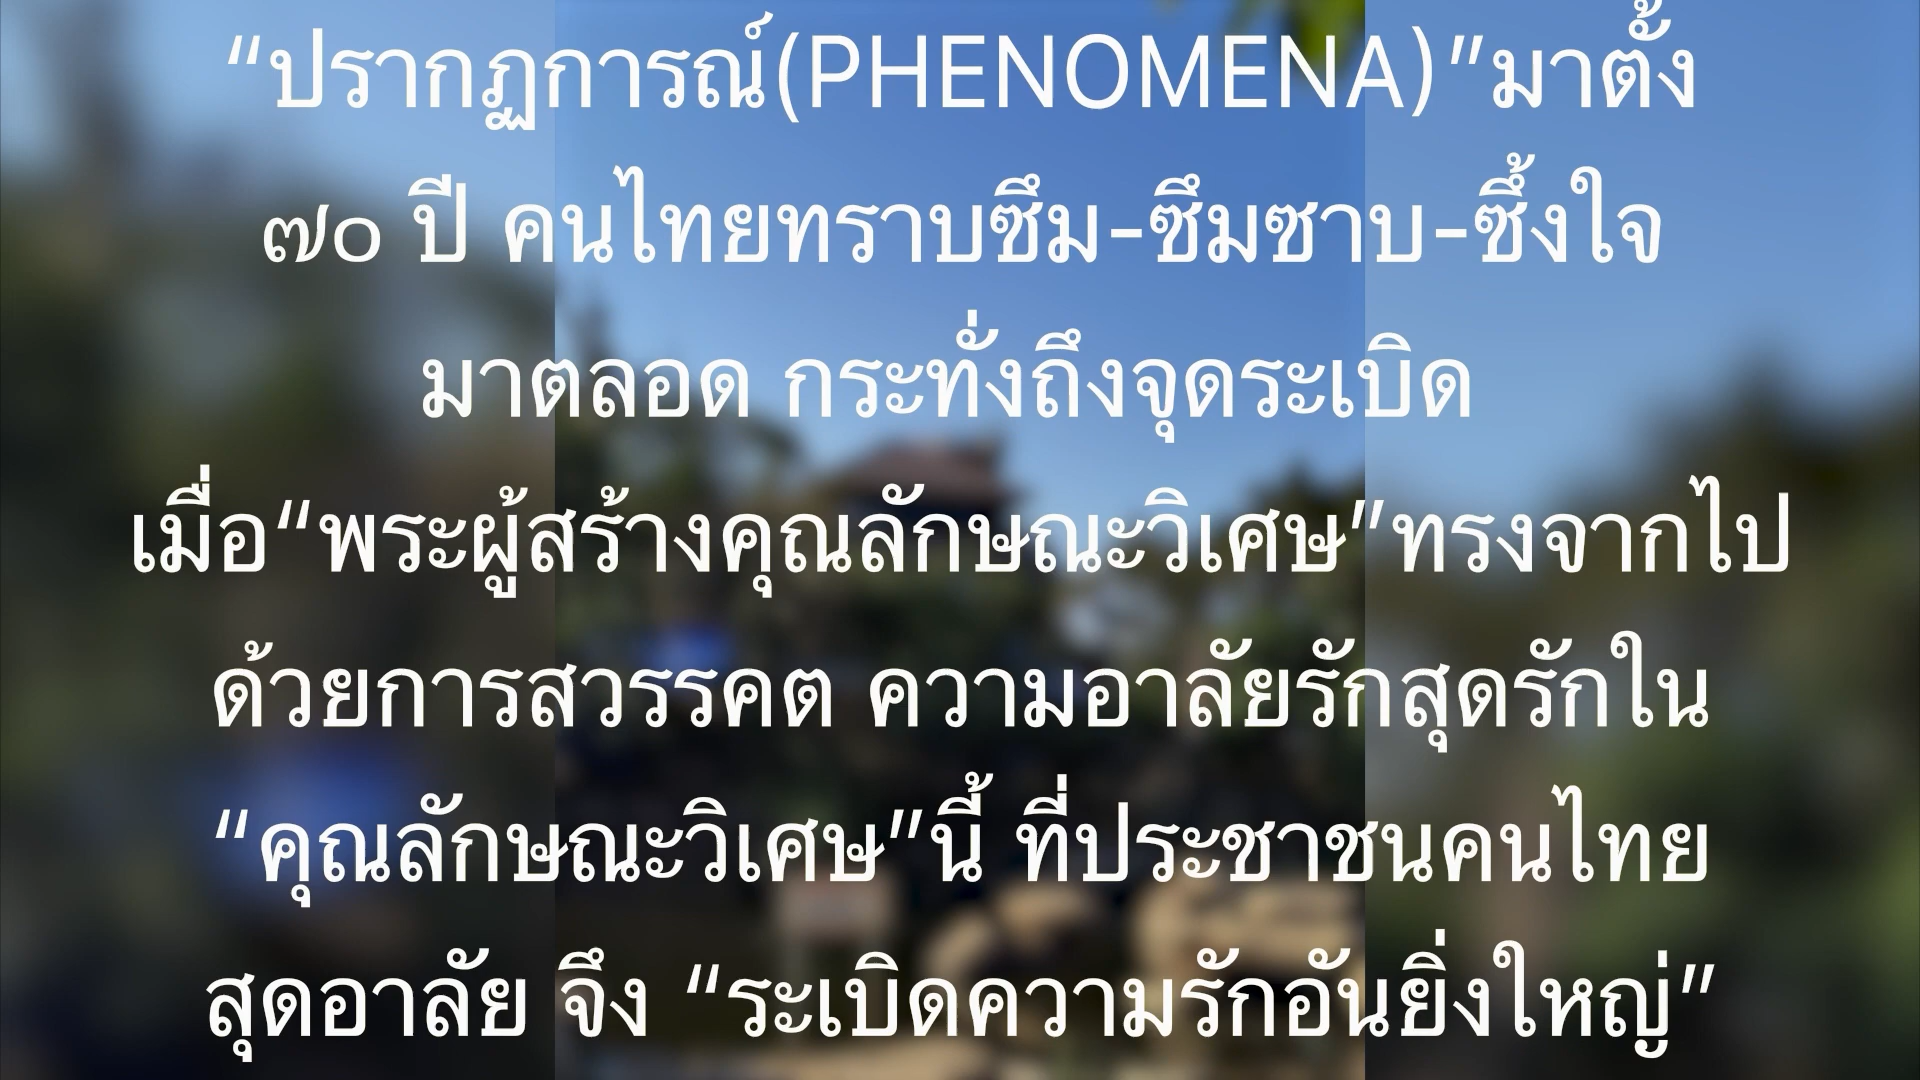 “ปรากฏการณ์(PHENOMENA)”มาตั้ง
๗๐ ปี คนไทยทราบซึม-ซึมซาบ-ซึ้งใจ
มาตลอด กระทั่งถึงจุดระเบิด
เมื่อ“พระผู้สร้างคุณลักษณะวิเศษ”ทรงจากไป
ด้วยการสวรรคต ความอาลัยรักสุดรักใน
“คุณลักษณะวิเศษ”นี้ ที่ประชาชนคนไทย
สุดอาลัย จึง “ระเบิดความรักอันยิ่งใหญ่”